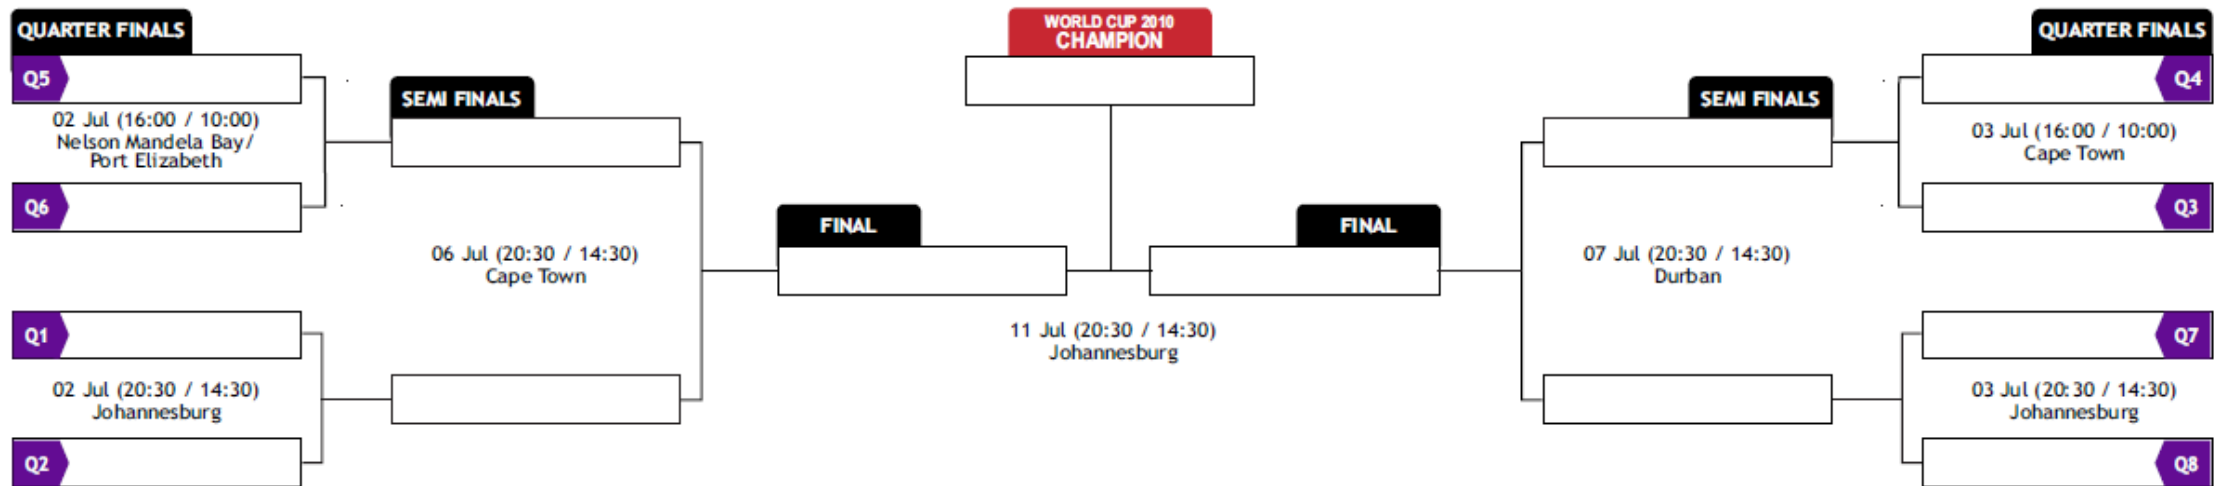 QUARTER FINALS
Q5
02 Jul (16:00 / 10:00)
Nelson Mandela Bay/
Port Elizabeth
Q6
Q1
02 Jul (20:30 / 14:30)
Johannesburg
Q2
SEMI FINALS
06 Jul (20:30 / 14:30)
Cape Town
FINAL
WORLD CUP 2010
CHAMPION
11 Jul (20:30 / 14:30)
Johannesburg
FINAL
SEMI FINALS
07 Jul (20:30 / 14:30)
Durban
QUARTER FINALS
Q4
03 Jul (16:00 / 10:00)
Cape Town
Q3
Q7
03 Jul (20:30 / 14:30)
Johannesburg
Q8